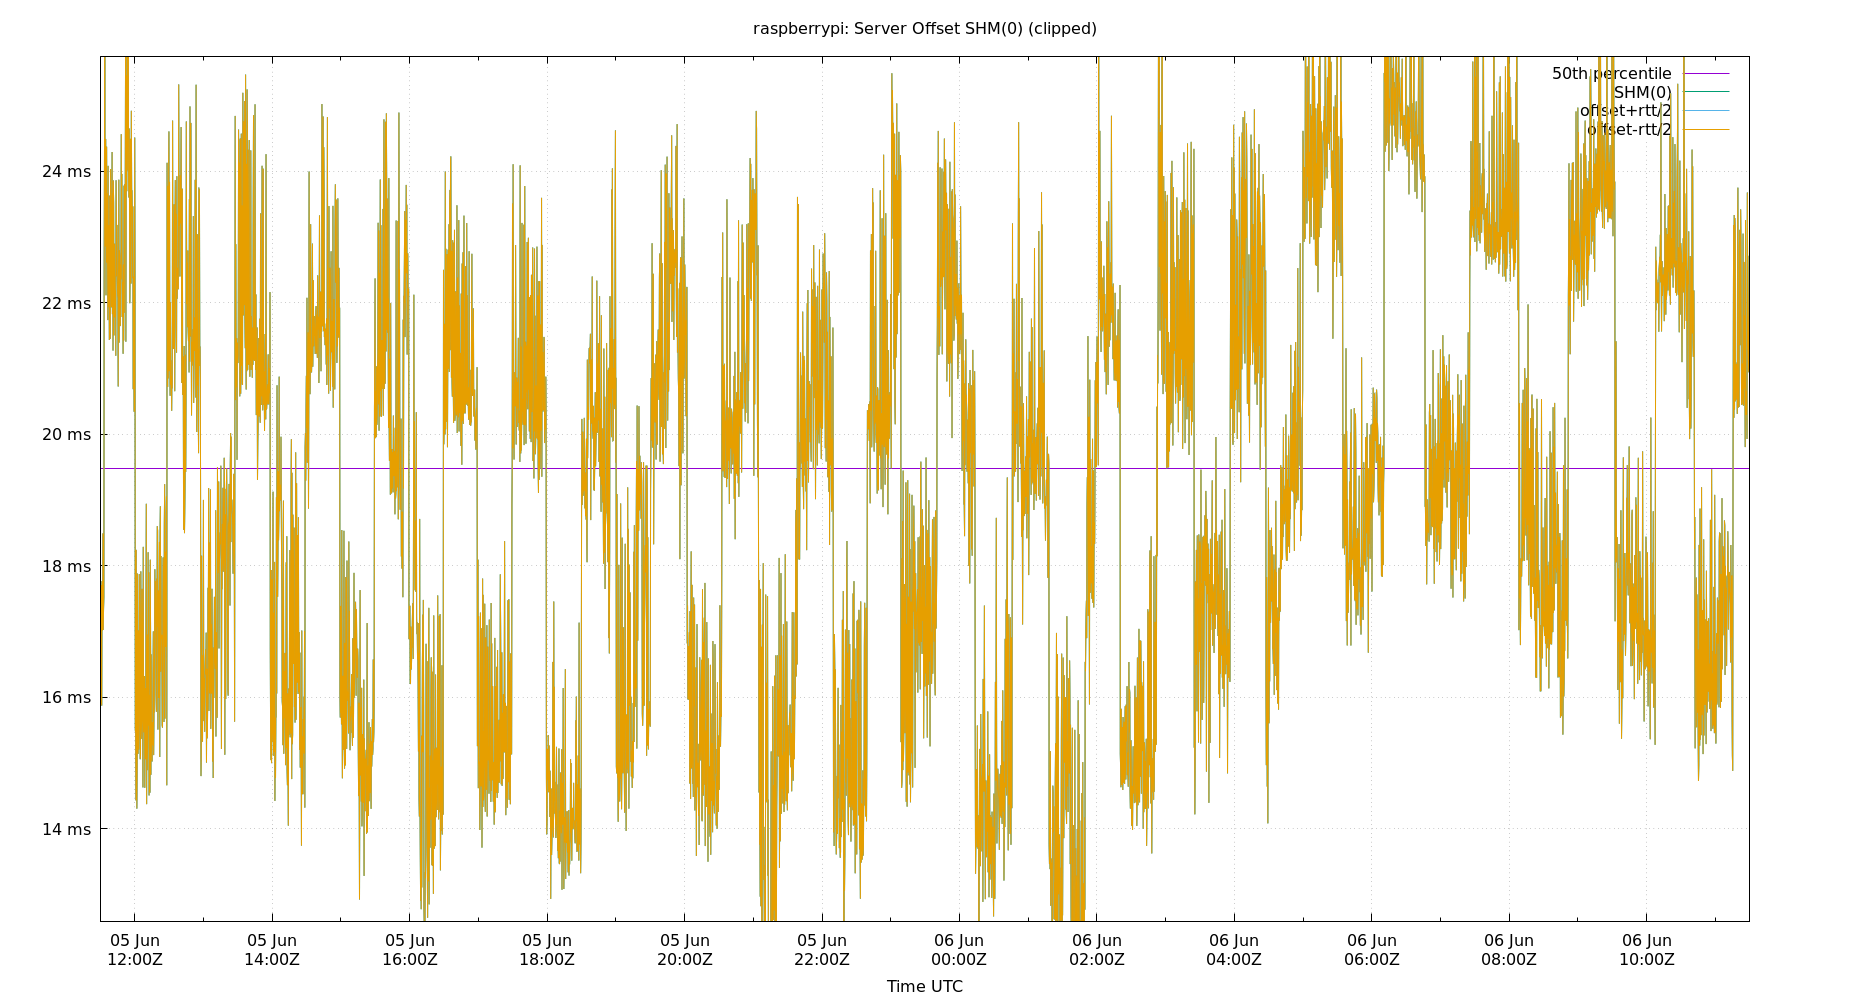 raspberrypi: Server Offset SHM(0) (clipped)
50th percentile
SHM(0)
offset+rtt/2
offset-rtt/2
24 ms
22 ms
20 ms
18 ms
16 ms
14 ms
05 Jun 05 Jun 05 Jun 05 Jun 05 Jun 05 Jun 06 Jun 06 Jun 06 Jun 06 Jun 06 Jun 06 Jun
12:00Z 14:00Z 16:00Z 18:00Z 20:00Z 22:00Z 00:00Z 02:00Z 04:00Z 06:00Z 08:00Z 10:00Z
Time UTC